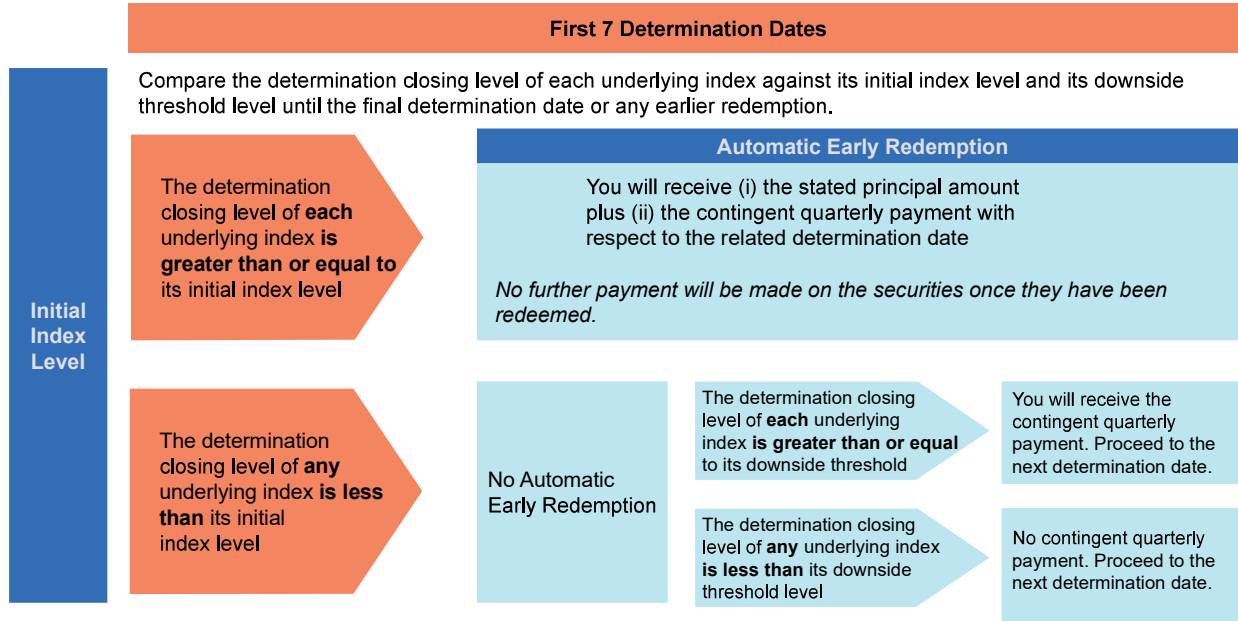 First 7 Determination Dates
Compare the determination closing level of each underlying index against its initial index level and its downside
threshold level until the final determination date or any earlier redemption.
Initial
Index
Level
The determination
closing level of each
underlying index is
greater than or equal to
its initial index level
Automatic Early Redemption
You will receive (i) the stated principal amount
plus (ii) the contingent quarterly payment with
respect to the related determination date
No further payment will be made on the securities once they have been
redeemed.
The determination
closing level of any
underlying index is less
than its initial
index level
No Automatic
Early Redemption
The determination closing
level of each underlying
index is greater than or equal
to its downside threshold
You will receive the
contingent quarterly
payment. Proceed to the
next determination date.
The determination closing
level of any underlying index
is less than its downside
threshold level
No contingent quarterly
payment. Proceed to the
next determination date.